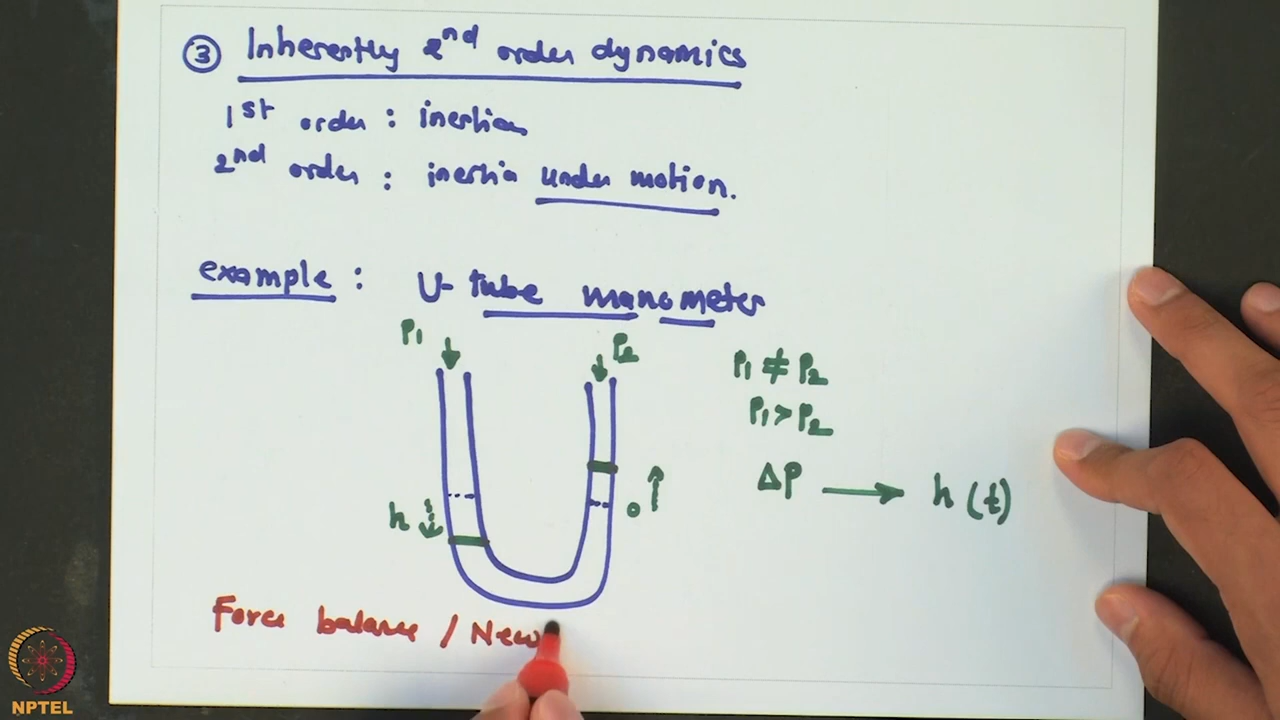 ③ Inherently 2nd order dynamics
1st order : inertia
2nd order : inertia under motion.
example : U-tube manometer
P1
P2
P1 ≠ P2
P1 > P2
ΔP → h(t)
h
0
Force balance / New
NPTEL